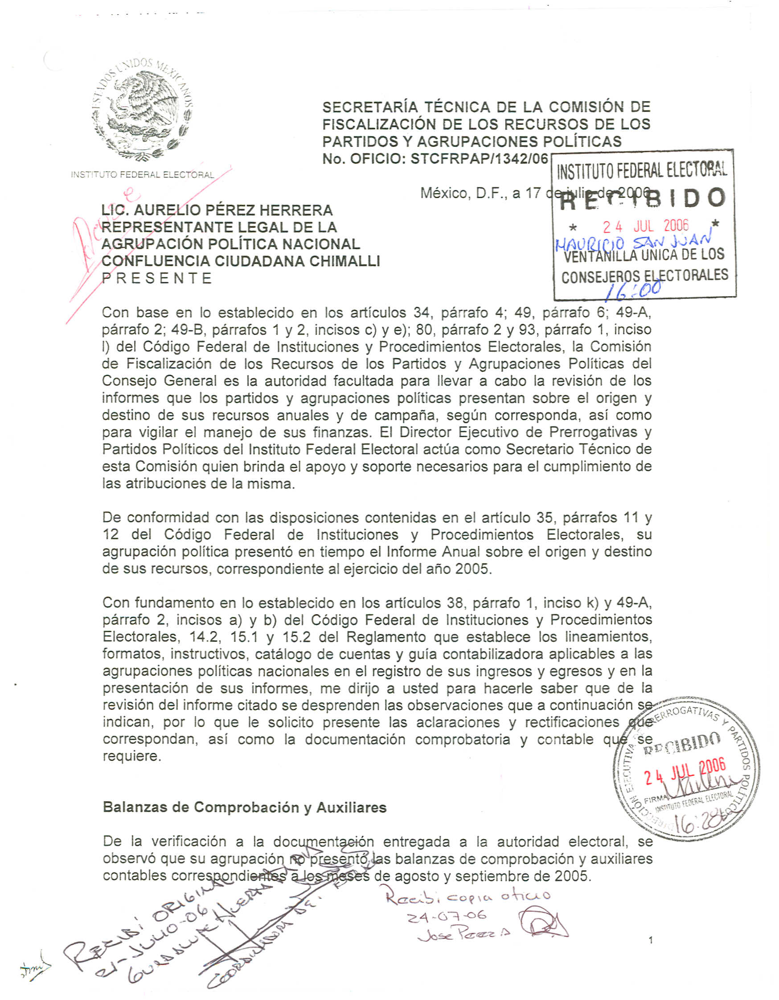 ESTADOS UNIDOS MEXICANOS
INSTITUTO FEDERAL ELECTORAL
SECRETARÍA TÉCNICA DE LA COMISIÓN DE
FISCALIZACIÓN DE LOS RECURSOS DE LOS
PARTIDOS Y AGRUPACIONES POLÍTICAS
No. OFICIO: STCFRPAP/1342/06
México, D.F., a 17 de julio de 2006
INSTITUTO FEDERAL ELECTORAL
RECIBIDO
* 24 JUL 2006 *
MAURICIO SAN JUAN
VENTANILLA UNICA DE LOS
CONSEJEROS ELECTORALES
16:00
LIC. AURELIO PÉREZ HERRERA
REPRESENTANTE LEGAL DE LA
AGRUPACIÓN POLÍTICA NACIONAL
CONFLUENCIA CIUDADANA CHIMALLI
P R E S E N T E
Con base en lo establecido en los artículos 34, párrafo 4; 49, párrafo 6; 49-A,
párrafo 2; 49-B, párrafos 1 y 2, incisos c) y e); 80, párrafo 2 y 93, párrafo 1, inciso
l) del Código Federal de Instituciones y Procedimientos Electorales, la Comisión
de Fiscalización de los Recursos de los Partidos y Agrupaciones Políticas del
Consejo General es la autoridad facultada para llevar a cabo la revisión de los
informes que los partidos y agrupaciones políticas presentan sobre el origen y
destino de sus recursos anuales y de campaña, según corresponda, así como
para vigilar el manejo de sus finanzas. El Director Ejecutivo de Prerrogativas y
Partidos Políticos del Instituto Federal Electoral actúa como Secretario Técnico de
esta Comisión quien brinda el apoyo y soporte necesarios para el cumplimiento de
las atribuciones de la misma.
De conformidad con las disposiciones contenidas en el artículo 35, párrafos 11 y
12 del Código Federal de Instituciones y Procedimientos Electorales, su
agrupación política presentó en tiempo el Informe Anual sobre el origen y destino
de sus recursos, correspondiente al ejercicio del año 2005.
Con fundamento en lo establecido en los artículos 38, párrafo 1, inciso k) y 49-A,
párrafo 2, incisos a) y b) del Código Federal de Instituciones y Procedimientos
Electorales, 14.2, 15.1 y 15.2 del Reglamento que establece los lineamientos,
formatos, instructivos, catálogo de cuentas y guía contabilizadora aplicables a las
agrupaciones políticas nacionales en el registro de sus ingresos y egresos y en la
presentación de sus informes, me dirijo a usted para hacerle saber que de la
revisión del informe citado se desprenden las observaciones que a continuación se
indican, por lo que le solicito presente las aclaraciones y rectificaciones que
correspondan, así como la documentación comprobatoria y contable que se
requiere.
DIRECCIÓN EJECUTIVA DE PRERROGATIVAS Y PARTIDOS POLÍTICOS
RECIBIDO
24 JUL 2006
FIRMA
INSTITUTO FEDERAL ELECTORAL
16:28
Balanzas de Comprobación y Auxiliares
De la verificación a la documentación entregada a la autoridad electoral, se
observó que su agrupación no presentó las balanzas de comprobación y auxiliares
contables correspondientes a los meses de agosto y septiembre de 2005.
RECIBI ORIGINAL
21-JULIO-06
GUADALUPE
COORDINADORA DE
Recibi copia oficio
24-07-06
Jose Perez
1